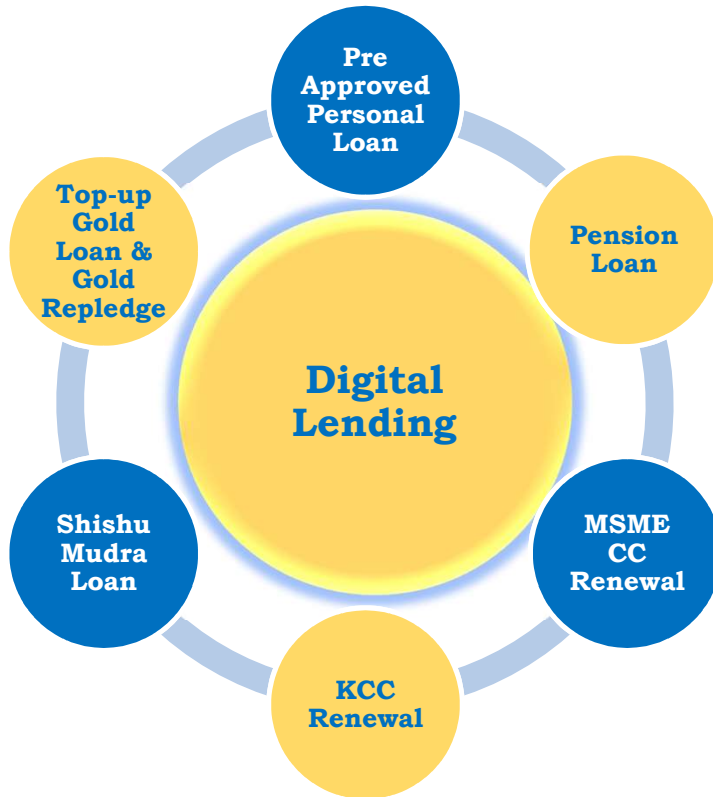 Pre
Approved
Personal
Loan
Pension
Loan
MSME
CC
Renewal
KCC
Renewal
Shishu
Mudra
Loan
Top-up
Gold
Loan &
Gold
Repledge
Digital
Lending